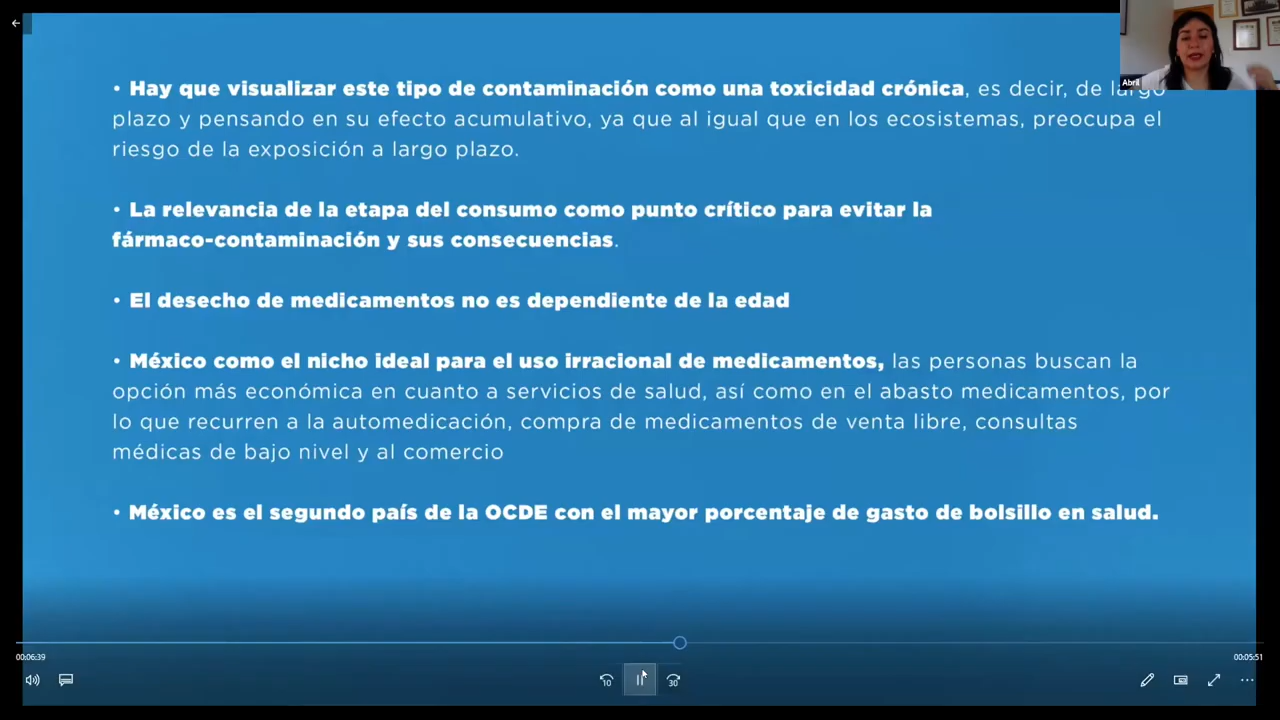 Abril
• Hay que visualizar este tipo de contaminación como una toxicidad crónica, es decir, de largo
plazo y pensando en su efecto acumulativo, ya que al igual que en los ecosistemas, preocupa el
riesgo de la exposición a largo plazo.
• La relevancia de la etapa del consumo como punto crítico para evitar la
fármaco-contaminación y sus consecuencias.
• El desecho de medicamentos no es dependiente de la edad
• México como el nicho ideal para el uso irracional de medicamentos, las personas buscan la
opción más económica en cuanto a servicios de salud, así como en el abasto medicamentos, por
lo que recurren a la automedicación, compra de medicamentos de venta libre, consultas
médicas de bajo nivel y al comercio
• México es el segundo país de la OCDE con el mayor porcentaje de gasto de bolsillo en salud.
00:06:39
00:05:51
10
30